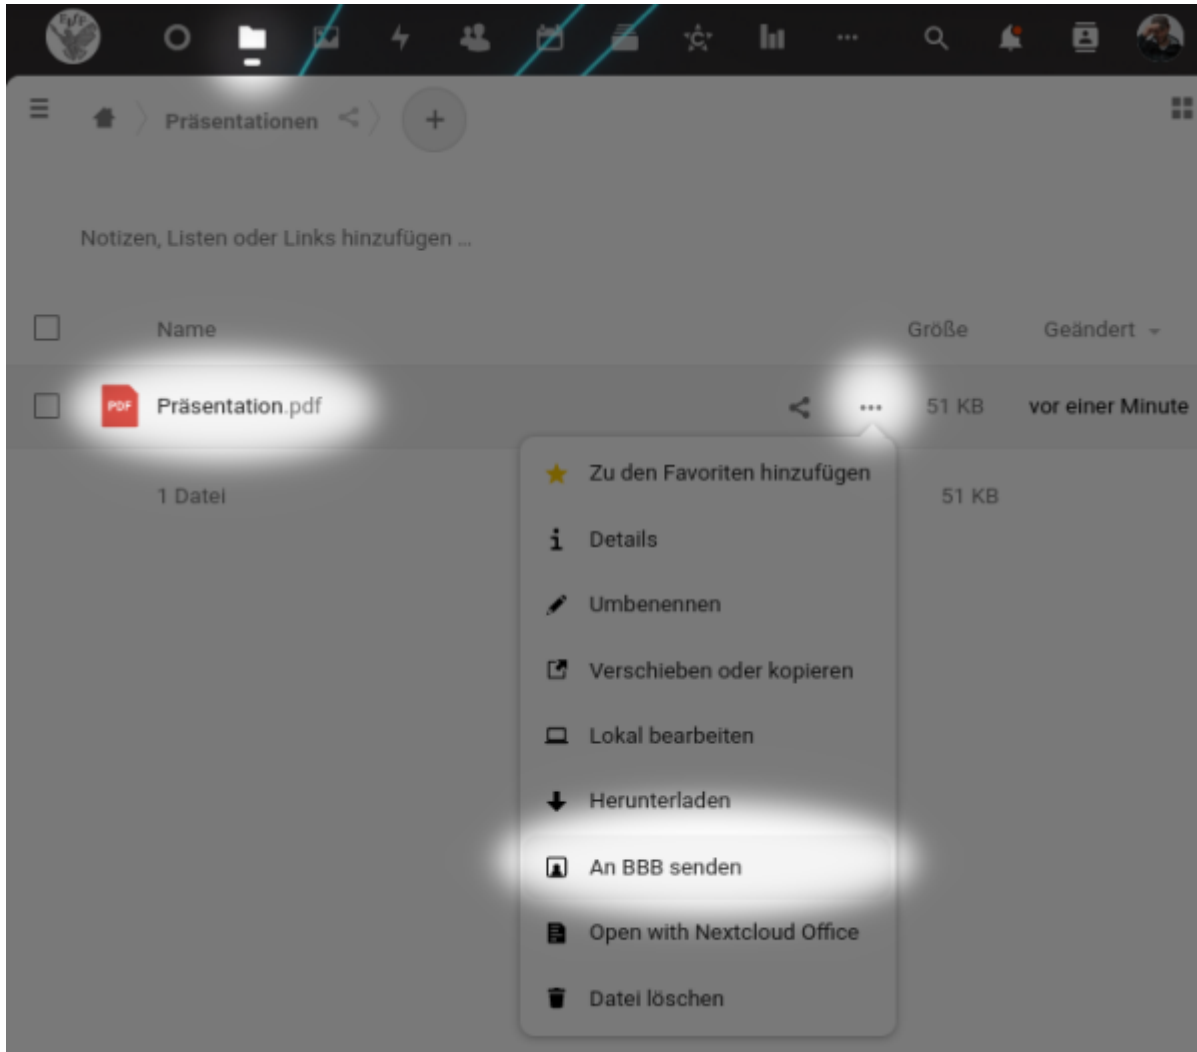 FIfF
Präsentationen
Notizen, Listen oder Links hinzufügen ...
Name Größe Geändert
PDF Präsentation.pdf 51 KB vor einer Minute
1 Datei 51 KB
Zu den Favoriten hinzufügen
Details
Umbenennen
Verschieben oder kopieren
Lokal bearbeiten
Herunterladen
An BBB senden
Open with Nextcloud Office
Datei löschen